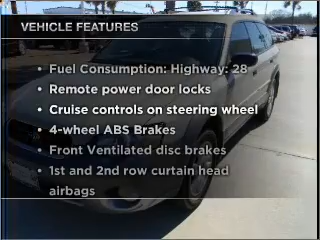 VEHICLE FEATURES
• Fuel Consumption: Highway: 28
• Remote power door locks
• Cruise controls on steering wheel
• 4-wheel ABS Brakes
• Front Ventilated disc brakes
• 1st and 2nd row curtain head
airbags